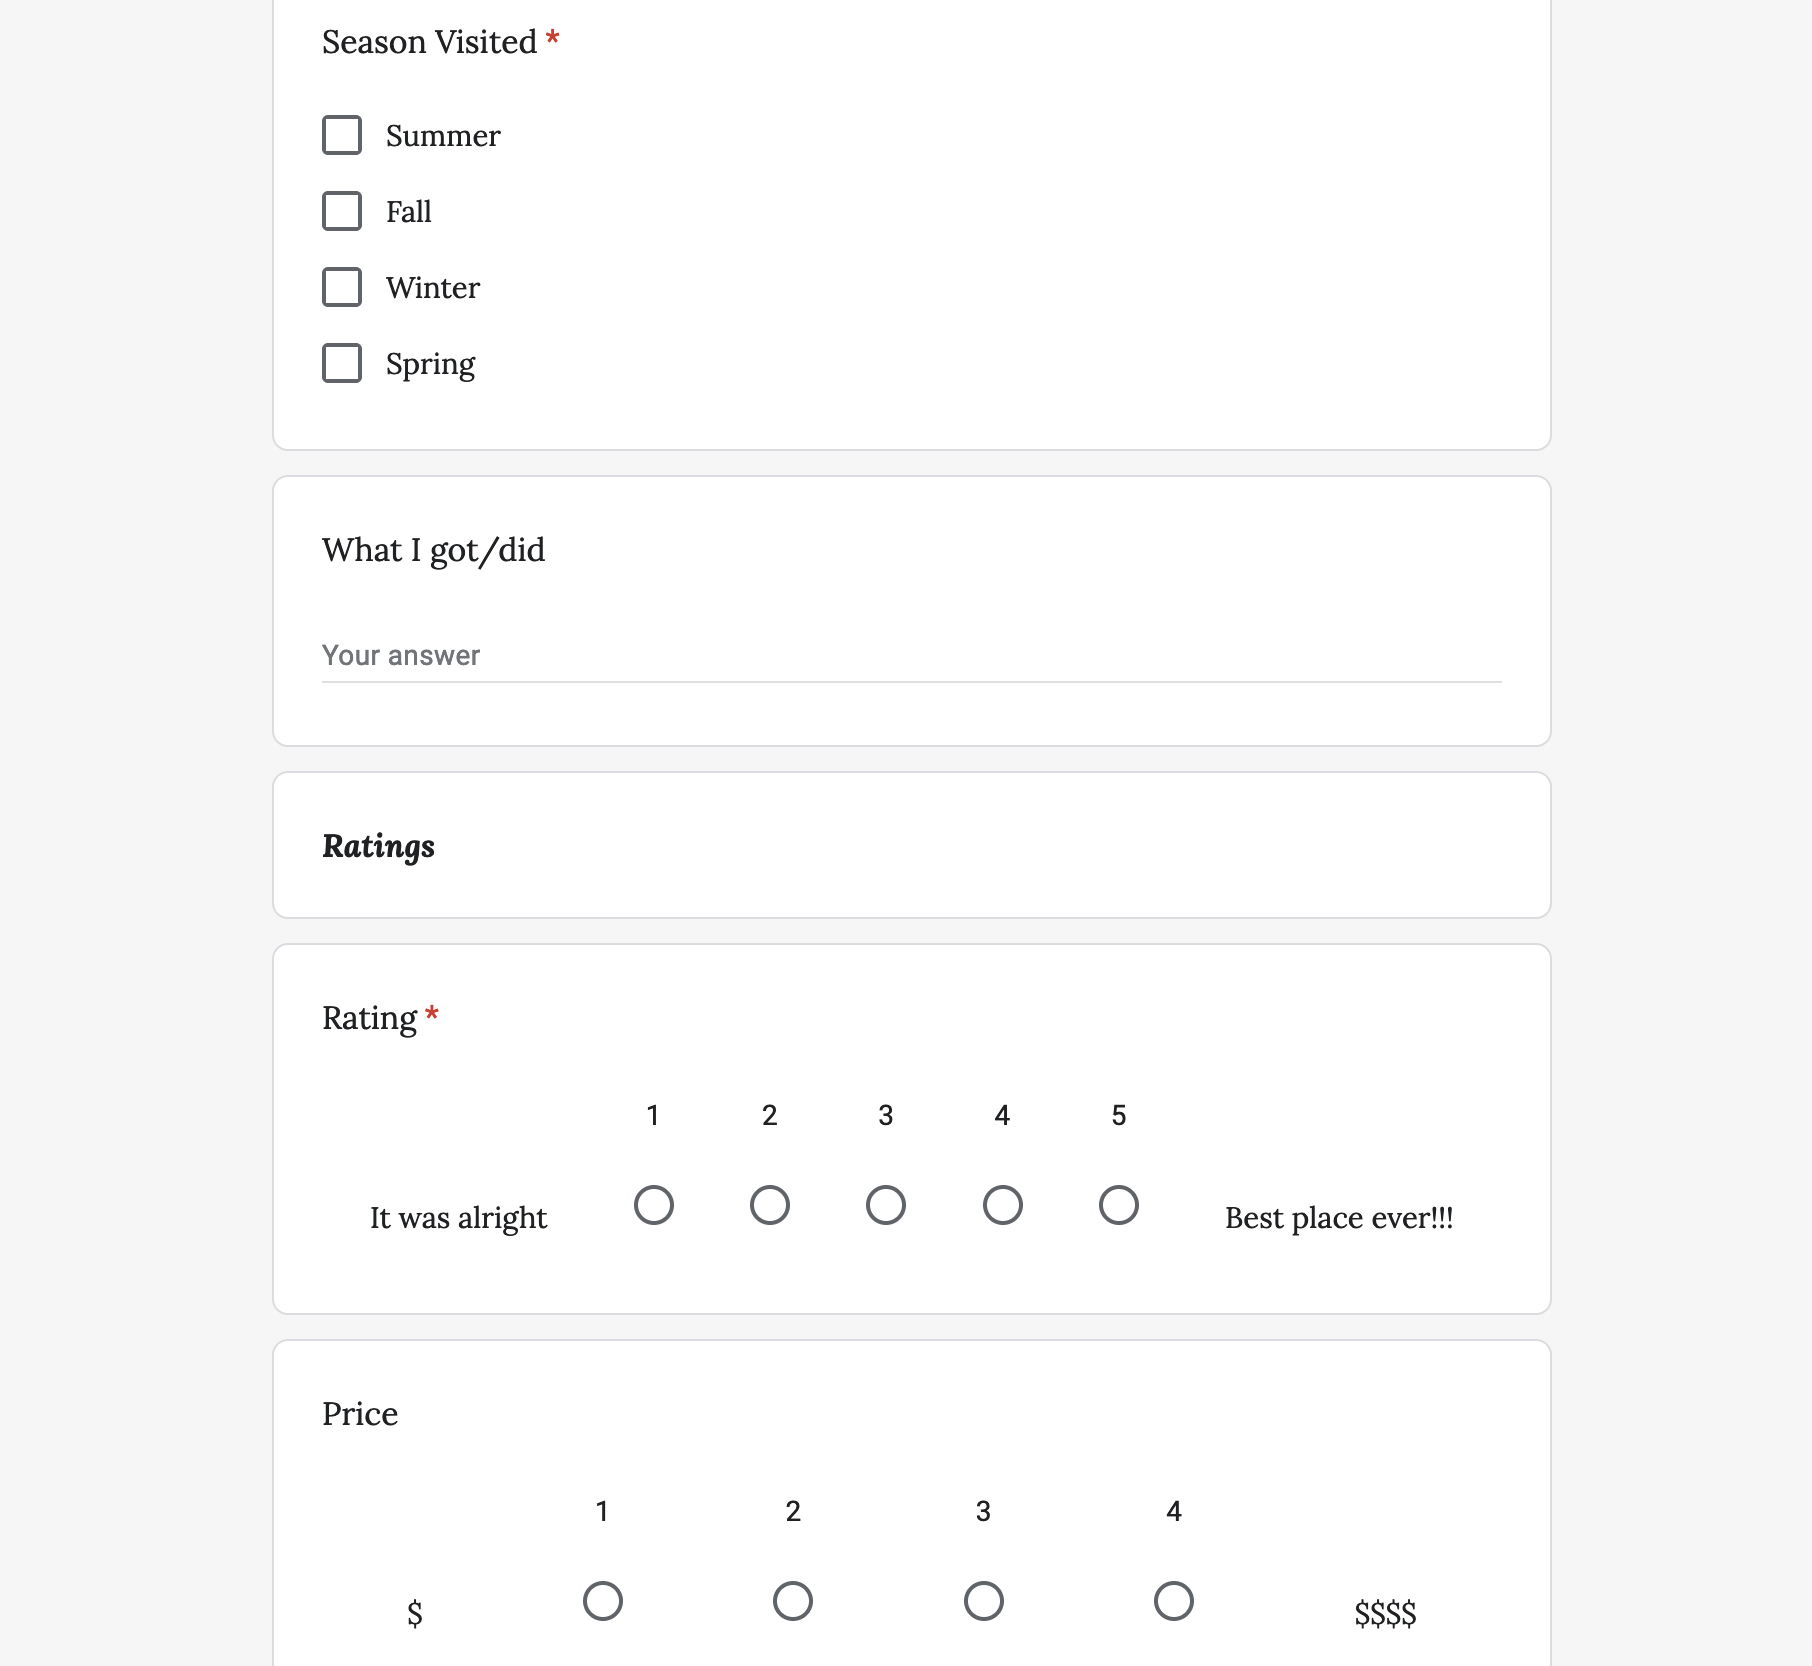 Season Visited *
Summer
Fall
Winter
Spring
What I got/did
Your answer
Ratings
Rating *
1 2 3 4 5
It was alright Best place ever!!!
Price
1 2 3 4
$ $$$$